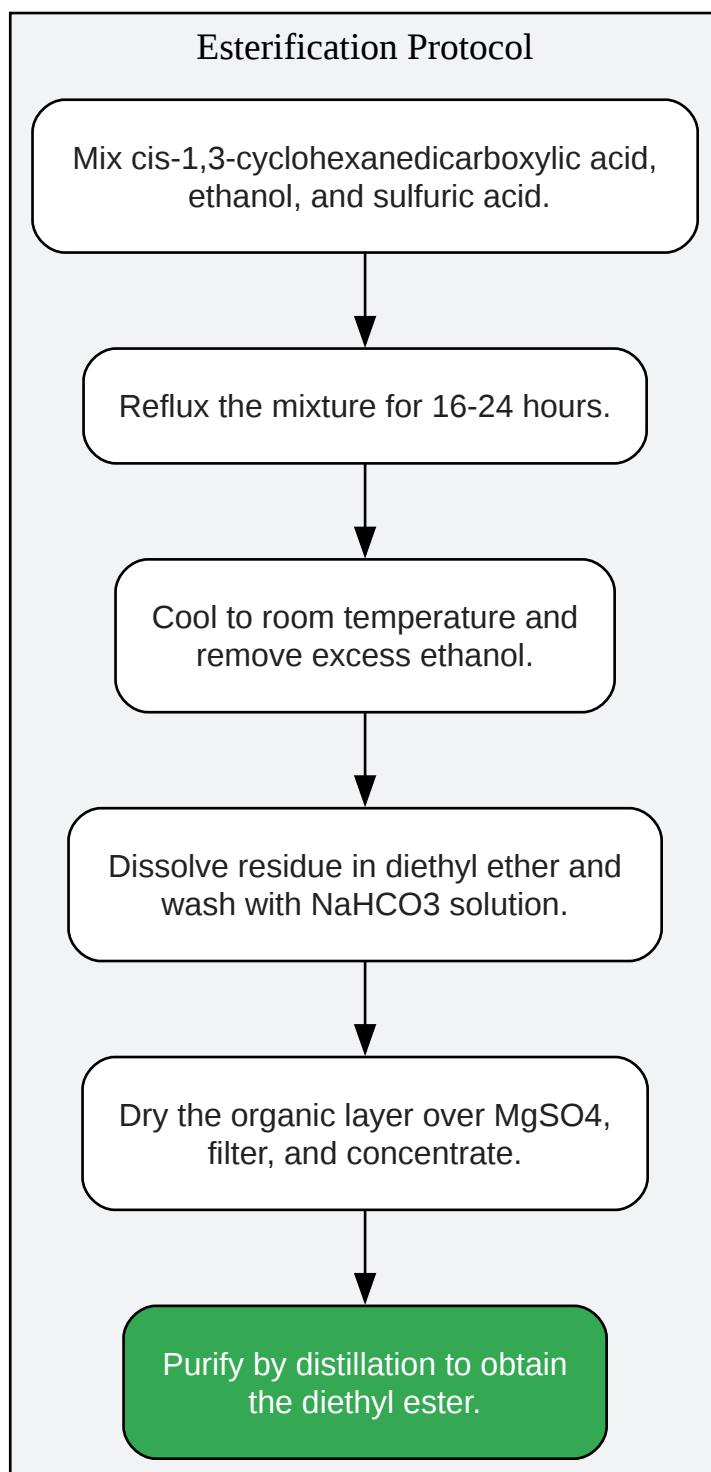 Esterification Protocol
Mix cis-1,3-cyclohexanedicarboxylic acid,
ethanol, and sulfuric acid.
Reflux the mixture for 16-24 hours.
Cool to room temperature and
remove excess ethanol.
Dissolve residue in diethyl ether and
wash with NaHCO3 solution.
Dry the organic layer over MgSO4,
filter, and concentrate.
Purify by distillation to obtain
the diethyl ester.